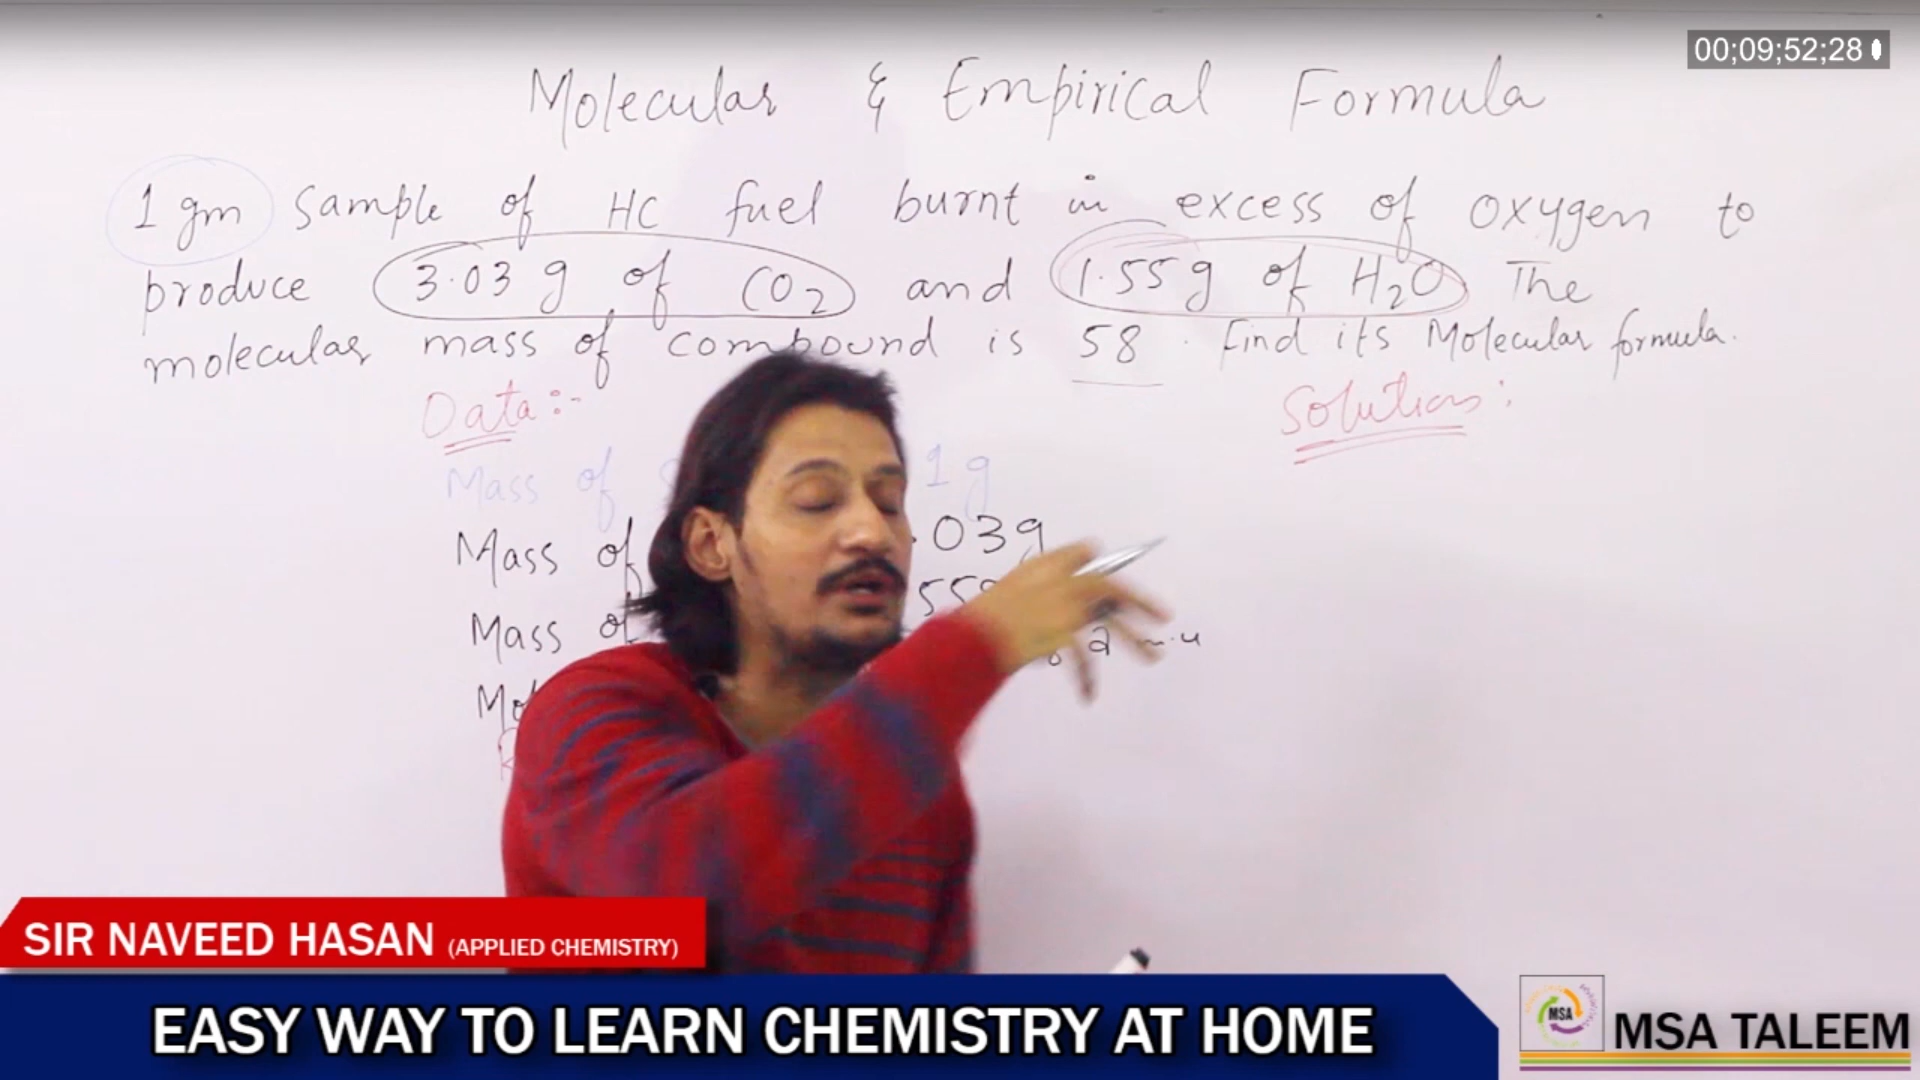 00;09;52;28
Molecular & Empirical Formula
1 gm sample of HC fuel burnt in excess of oxygen to
produce 3.03 g of CO2 and 1.55g of H2O The
molecular mass of compound is 58. Find its Molecular formula.
Data:-
Solution:
Mass of 1g
Mass of .03g
Mass of 55g
a m.u
SIR NAVEED HASAN (APPLIED CHEMISTRY)
EASY WAY TO LEARN CHEMISTRY AT HOME
MSA
MSA TALEEM